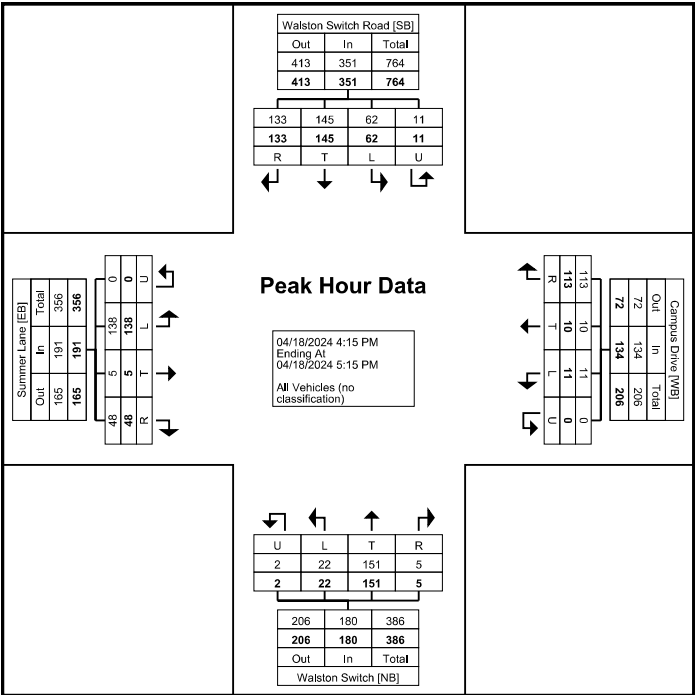 Walston Switch Road [SB]
Out In Total
413 351 764
413 351 764
133 145 62 11
133 145 62 11
R T L U
Peak Hour Data
04/18/2024 4:15 PM
Ending At
04/18/2024 5:15 PM
All Vehicles (no
classification)
Summer Lane [EB]
Out In Total
165 191 356
165 191 356
48 5 138 0
48 5 138 0
R T L U
Campus Drive [WB]
Out In Total
72 134 206
72 134 206
113 10 11 0
113 10 11 0
R T L U
U L T R
2 22 151 5
2 22 151 5
206 180 386
206 180 386
Out In Total
Walston Switch [NB]